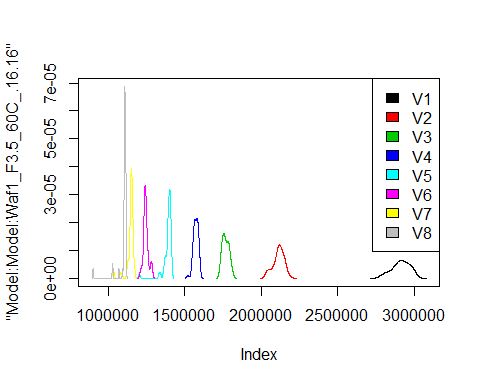 "Model:Model:Waf1_F3.5_60C_.16.16"
7e-05
5e-05
3e-05
0e+00
V1
V2
V3
V4
V5
V6
V7
V8
1000000 1500000 2000000 2500000 3000000
Index